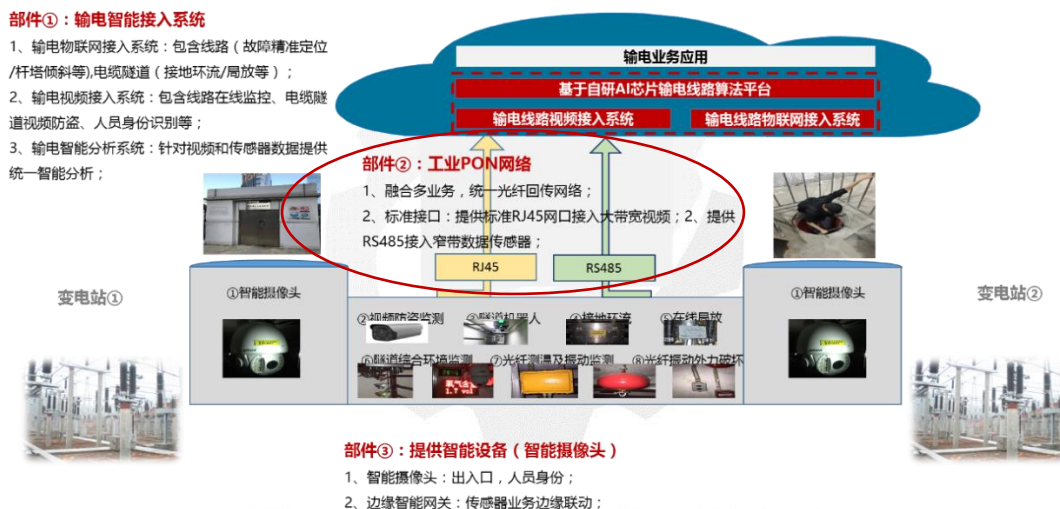 部件①：输电智能接入系统
1、输电物联网接入系统：包含线路（故障精准定位
/杆塔倾斜等),电缆隧道（接地环流/局放等）；
2、输电视频接入系统：包含线路在线监控、电缆隧
道视频防盗、人员身份识别等；
3、输电智能分析系统：针对视频和传感器数据提供
统一智能分析；
输电业务应用
基于自研AI芯片输电线路算法平台
输电线路视频接入系统
输电线路物联网接入系统
部件②：工业PON网络
1、融合多业务，统一光纤回传网络；
2、标准接口：提供标准RJ45网口接入大带宽视频；2、提供
RS485接入窄带数据传感器；
RJ45
RS485
变电站①
①智能摄像头
②视频防盗监测
③隧道机器人
④接地环流
⑤在线局放
⑥隧道综合环境监测
⑦光纤测温及振动监测
⑧光纤振动外力破坏
①智能摄像头
变电站②
部件③：提供智能设备（智能摄像头）
1、智能摄像头：出入口，人员身份；
2、边缘智能网关：传感器业务边缘联动；